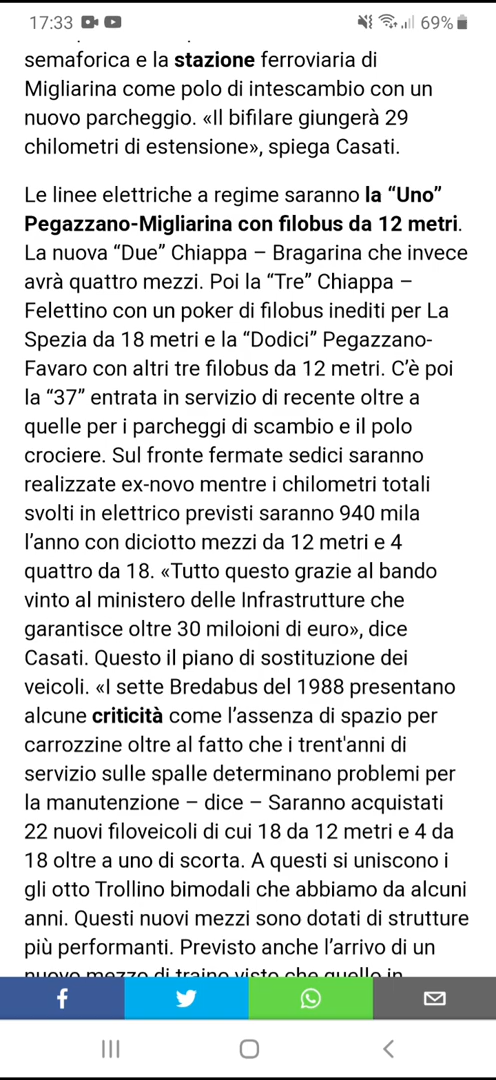 17:33 69%
semaforica e la stazione ferroviaria di
Migliarina come polo di intescambio con un
nuovo parcheggio. «Il bifilare giungerà 29
chilometri di estensione», spiega Casati.
Le linee elettriche a regime saranno la “Uno”
Pegazzano-Migliarina con filobus da 12 metri.
La nuova “Due” Chiappa – Bragarina che invece
avrà quattro mezzi. Poi la “Tre” Chiappa –
Felettino con un poker di filobus inediti per La
Spezia da 18 metri e la “Dodici” Pegazzano-
Favaro con altri tre filobus da 12 metri. C’è poi
la “37” entrata in servizio di recente oltre a
quelle per i parcheggi di scambio e il polo
crociere. Sul fronte fermate sedici saranno
realizzate ex-novo mentre i chilometri totali
svolti in elettrico previsti saranno 940 mila
l’anno con diciotto mezzi da 12 metri e 4
quattro da 18. «Tutto questo grazie al bando
vinto al ministero delle Infrastrutture che
garantisce oltre 30 miloioni di euro», dice
Casati. Questo il piano di sostituzione dei
veicoli. «I sette Bredabus del 1988 presentano
alcune criticità come l’assenza di spazio per
carrozzine oltre al fatto che i trent'anni di
servizio sulle spalle determinano problemi per
la manutenzione – dice – Saranno acquistati
22 nuovi filoveicoli di cui 18 da 12 metri e 4 da
18 oltre a uno di scorta. A questi si uniscono i
gli otto Trollino bimodali che abbiamo da alcuni
anni. Questi nuovi mezzi sono dotati di strutture
più performanti. Previsto anche l’arrivo di un
nuovo mezzo di traino visto che quello in